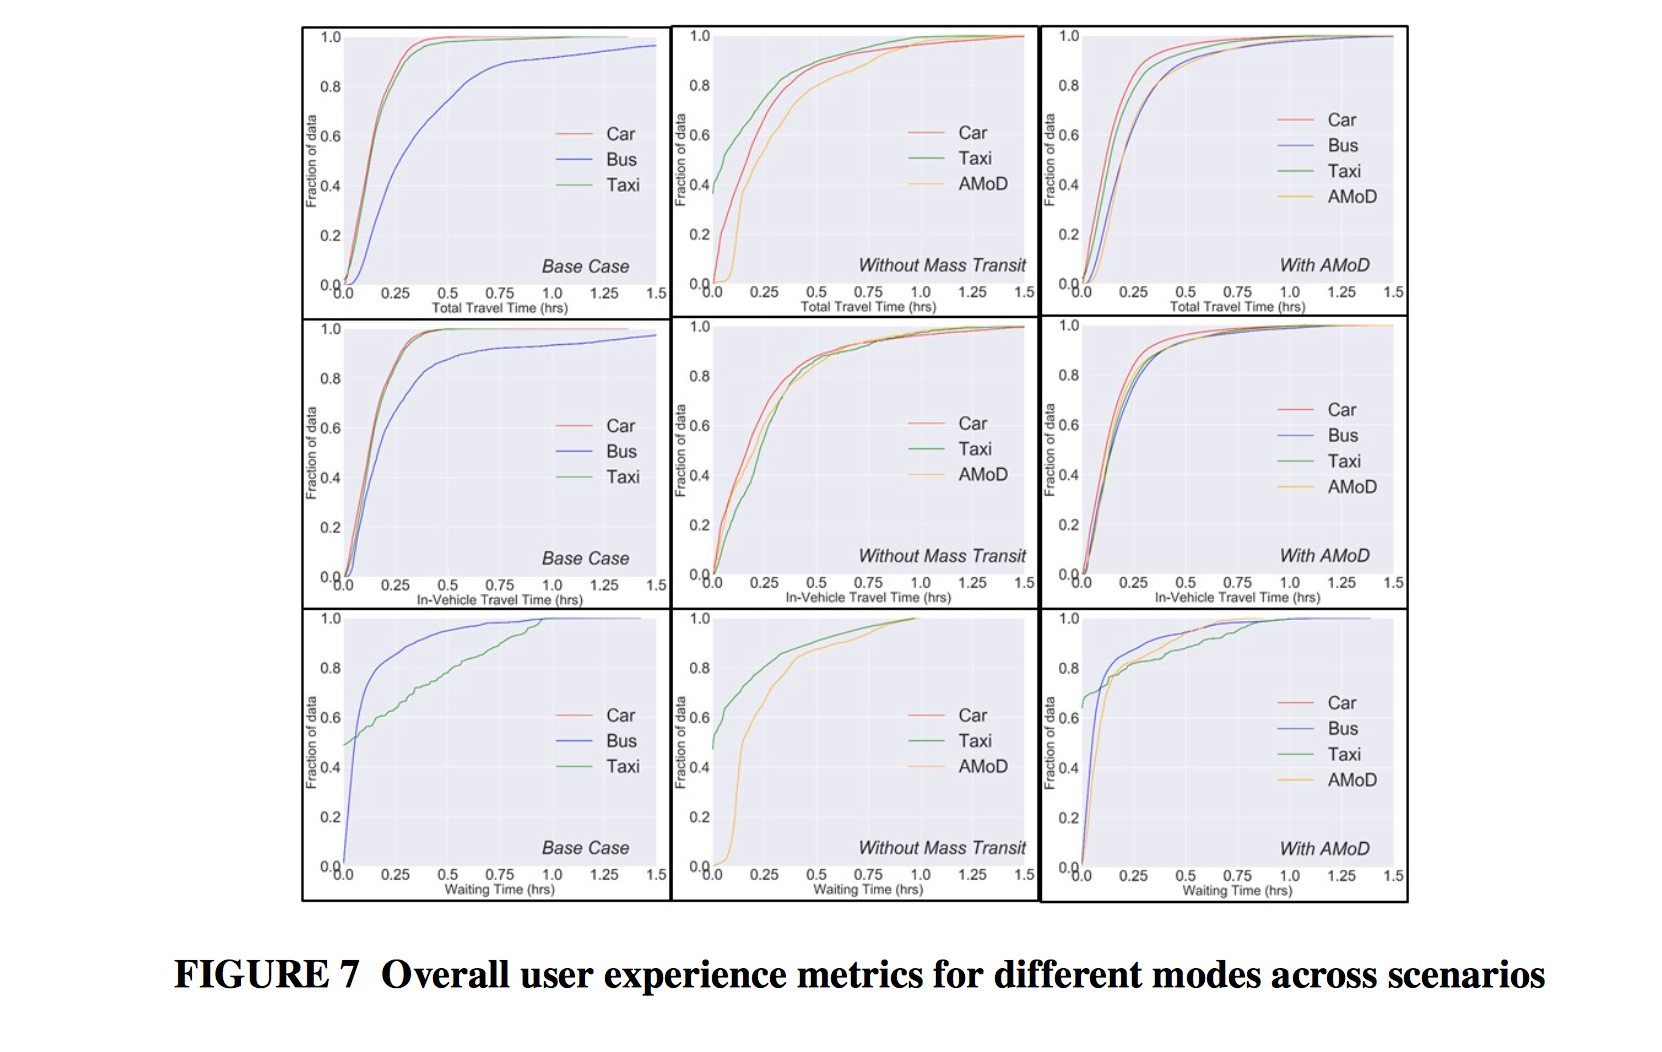 1.0
0.8
0.6
0.4
0.2
0.0
Fraction of data
Car
Bus
Taxi
Base Case
0.0 0.25 0.5 0.75 1.0 1.25 1.5
Total Travel Time (hrs)
1.0
0.8
0.6
0.4
0.2
0.0
Fraction of data
Car
Taxi
AMoD
Without Mass Transit
0.0 0.25 0.5 0.75 1.0 1.25 1.5
Total Travel Time (hrs)
1.0
0.8
0.6
0.4
0.2
0.0
Fraction of data
Car
Bus
Taxi
AMoD
With AMoD
0.0 0.25 0.5 0.75 1.0 1.25 1.5
Total Travel Time (hrs)
1.0
0.8
0.6
0.4
0.2
0.0
Fraction of data
Car
Bus
Taxi
Base Case
0.0 0.25 0.5 0.75 1.0 1.25 1.5
In-Vehicle Travel Time (hrs)
1.0
0.8
0.6
0.4
0.2
0.0
Fraction of data
Car
Taxi
AMoD
Without Mass Transit
0.0 0.25 0.5 0.75 1.0 1.25 1.5
In-Vehicle Travel Time (hrs)
1.0
0.8
0.6
0.4
0.2
0.0
Fraction of data
Car
Bus
Taxi
AMoD
With AMoD
0.0 0.25 0.5 0.75 1.0 1.25 1.5
In-Vehicle Travel Time (hrs)
1.0
0.8
0.6
0.4
0.2
0.0
Fraction of data
Car
Bus
Taxi
Base Case
0.0 0.25 0.5 0.75 1.0 1.25 1.5
Waiting Time (hrs)
1.0
0.8
0.6
0.4
0.2
0.0
Fraction of data
Car
Taxi
AMoD
Without Mass Transit
0.0 0.25 0.5 0.75 1.0 1.25 1.5
Waiting Time (hrs)
1.0
0.8
0.6
0.4
0.2
0.0
Fraction of data
Car
Bus
Taxi
AMoD
With AMoD
0.0 0.25 0.5 0.75 1.0 1.25 1.5
Waiting Time (hrs)
FIGURE 7 Overall user experience metrics for different modes across scenarios